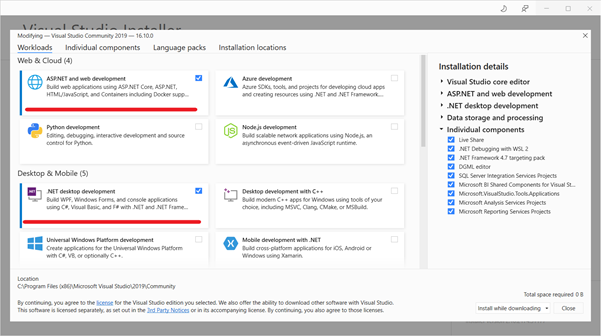 Visual Studio Installer
Modifying — Visual Studio Community 2019 — 16.10.0
Workloads Individual components Language packs Installation locations
Web & Cloud (4)
ASP.NET and web development
Build web applications using ASP.NET Core, ASP.NET,
HTML/JavaScript, and Containers including Docker supp...
Azure development
Azure SDKs, tools, and projects for developing cloud apps
and creating resources using .NET and .NET Framework....
Python development
Editing, debugging, interactive development and source
control for Python.
Node.js development
Build scalable network applications using Node.js, an
asynchronous event-driven JavaScript runtime.
Desktop & Mobile (5)
.NET desktop development
Build WPF, Windows Forms, and console applications
using C#, Visual Basic, and F# with .NET and .NET Frame...
Desktop development with C++
Build modern C++ apps for Windows using tools of your
choice, including MSVC, Clang, CMake, or MSBuild.
Universal Windows Platform development
Create applications for the Universal Windows Platform
with C#, VB, or optionally C++.
Mobile development with .NET
Build cross-platform applications for iOS, Android or
Windows using Xamarin.
Installation details
Visual Studio core editor
ASP.NET and web development
.NET desktop development
Data storage and processing
Individual components
Live Share
.NET Debugging with WSL 2
.NET Framework 4.7 targeting pack
DGML editor
SQL Server Integration Services Projects
Microsoft BI Shared Components for Visual St...
Microsoft.VisualStudio.Tools.Applications
Microsoft Analysis Services Projects
Microsoft Reporting Services Projects
Location
C:\Program Files (x86)\Microsoft Visual Studio\2019\Community
Total space required 0 B
By continuing, you agree to the license for the Visual Studio edition you selected. We also offer the ability to download other software with Visual Studio.
This software is licensed separately, as set out in the 3rd Party Notices or in its accompanying license. By continuing, you also agree to those licenses.
Install while downloading Close